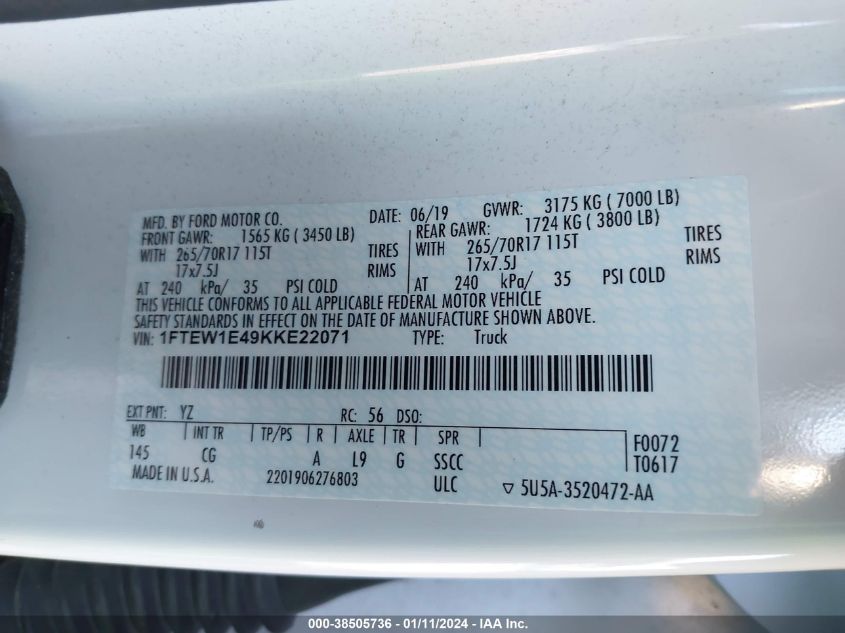 MFD. BY FORD MOTOR CO. DATE: 06/19 GVWR: 3175 KG ( 7000 LB)
FRONT GAWR: 1565 KG ( 3450 LB) REAR GAWR: 1724 KG ( 3800 LB)
WITH 265/70R17 115T TIRES WITH 265/70R17 115T TIRES
17x7.5J RIMS 17x7.5J RIMS
AT 240 kPa/ 35 PSI COLD AT 240 kPa/ 35 PSI COLD
THIS VEHICLE CONFORMS TO ALL APPLICABLE FEDERAL MOTOR VEHICLE
SAFETY STANDARDS IN EFFECT ON THE DATE OF MANUFACTURE SHOWN ABOVE.
VIN: 1FTEW1E49KKE22071 TYPE: Truck
EXT PNT: YZ RC: 56 DSO:
WB INT TR TP/PS R AXLE TR SPR F0072
145 CG A L9 G SSCC T0617
MADE IN U.S.A. 2201906276803 ULC ▽ 5U5A-3520472-AA
000-38505736 - 01/11/2024 - IAA Inc.